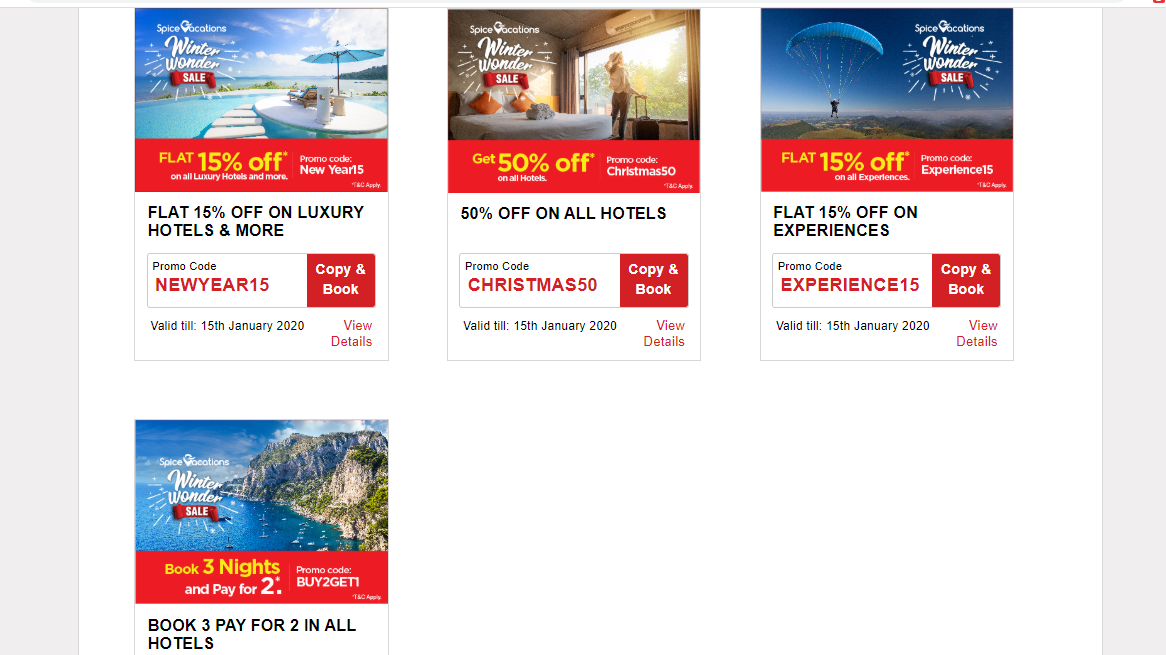 Spice Vacations
Winter
Wonder
SALE
FLAT 15% off*
on all Luxury Hotels and more.
Promo code:
New Year15
*T&C Apply.
FLAT 15% OFF ON LUXURY
HOTELS & MORE
Promo Code
NEWYEAR15
Copy &
Book
Valid till: 15th January 2020
View
Details
Spice Vacations
Winter
Wonder
SALE
Get 50% off*
on all Hotels.
Promo code:
Christmas50
*T&C Apply.
50% OFF ON ALL HOTELS
Promo Code
CHRISTMAS50
Copy &
Book
Valid till: 15th January 2020
View
Details
Spice Vacations
Winter
Wonder
SALE
FLAT 15% off*
on all Experiences.
Promo code:
Experience15
*T&C Apply.
FLAT 15% OFF ON
EXPERIENCES
Promo Code
EXPERIENCE15
Copy &
Book
Valid till: 15th January 2020
View
Details
Spice Vacations
Winter
Wonder
SALE
Book 3 Nights
and Pay for 2*.
Promo code:
BUY2GET1
*T&C Apply.
BOOK 3 PAY FOR 2 IN ALL
HOTELS